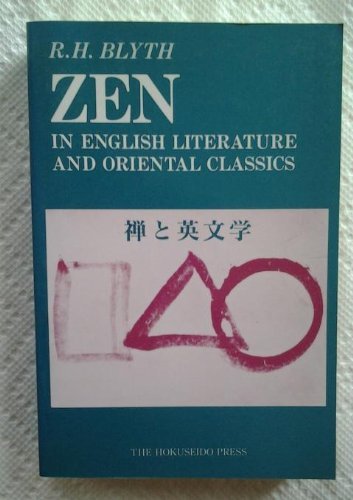 R.H. BLYTH
ZEN
IN ENGLISH LITERATURE
AND ORIENTAL CLASSICS
禅と英文学
THE HOKUSEIDO PRESS